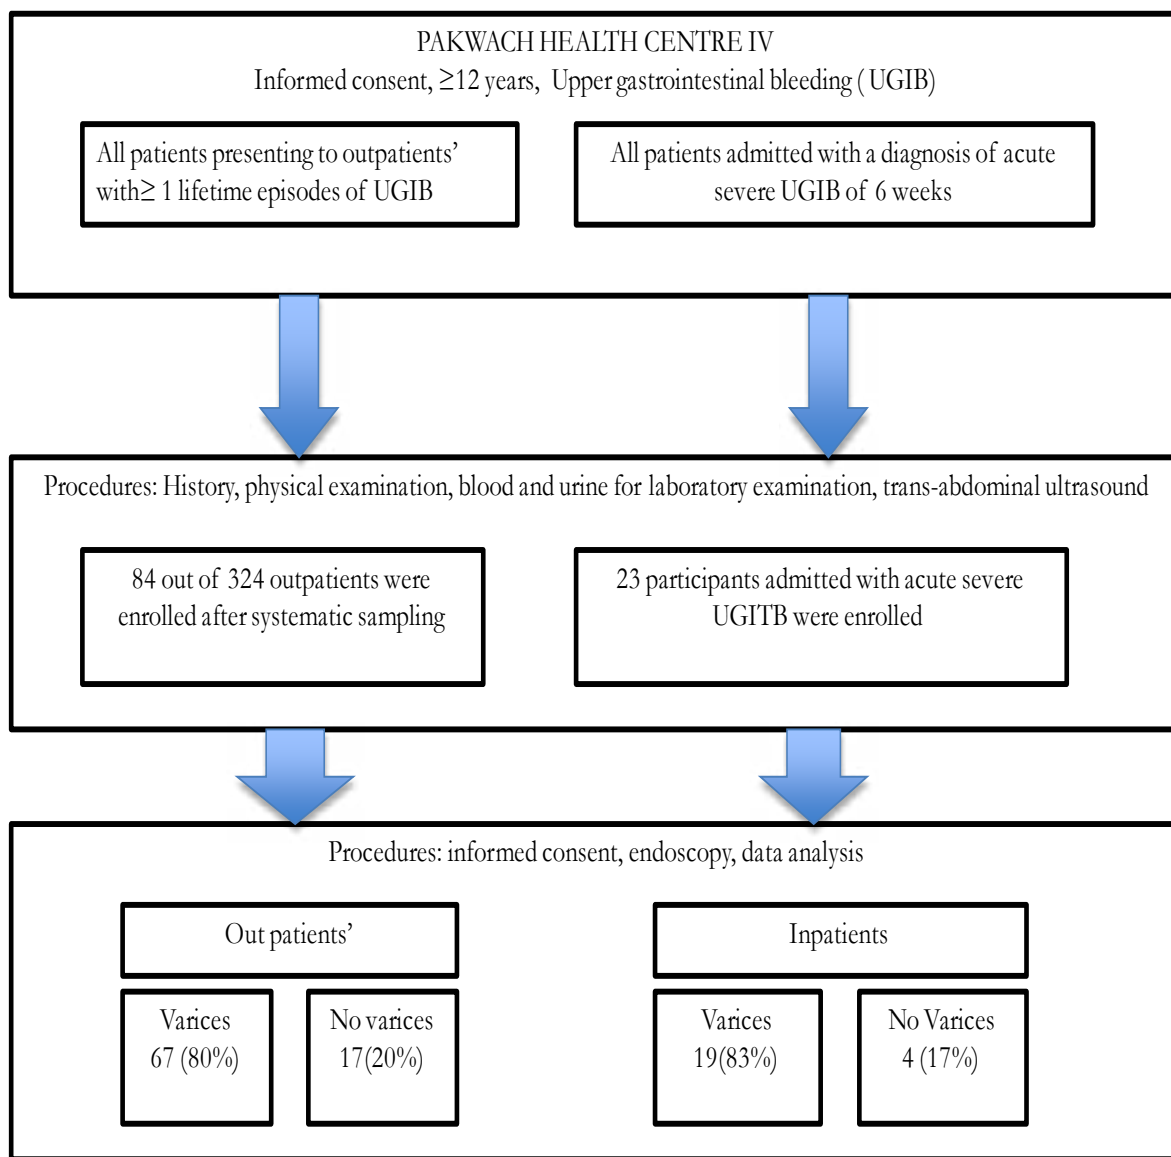 PAKWACH HEALTH CENTRE IV
Informed consent, ≥12 years, Upper gastrointestinal bleeding ( UGIB)
All patients presenting to outpatients’
with≥ 1 lifetime episodes of UGIB
All patients admitted with a diagnosis of acute
severe UGIB of 6 weeks
Procedures: History, physical examination, blood and urine for laboratory examination, trans-abdominal ultrasound
84 out of 324 outpatients were
enrolled after systematic sampling
23 participants admitted with acute severe
UGITB were enrolled
Procedures: informed consent, endoscopy, data analysis
Out patients’
Inpatients
Varices
67 (80%)
No varices
17(20%)
Varices
19(83%)
No Varices
4 (17%)